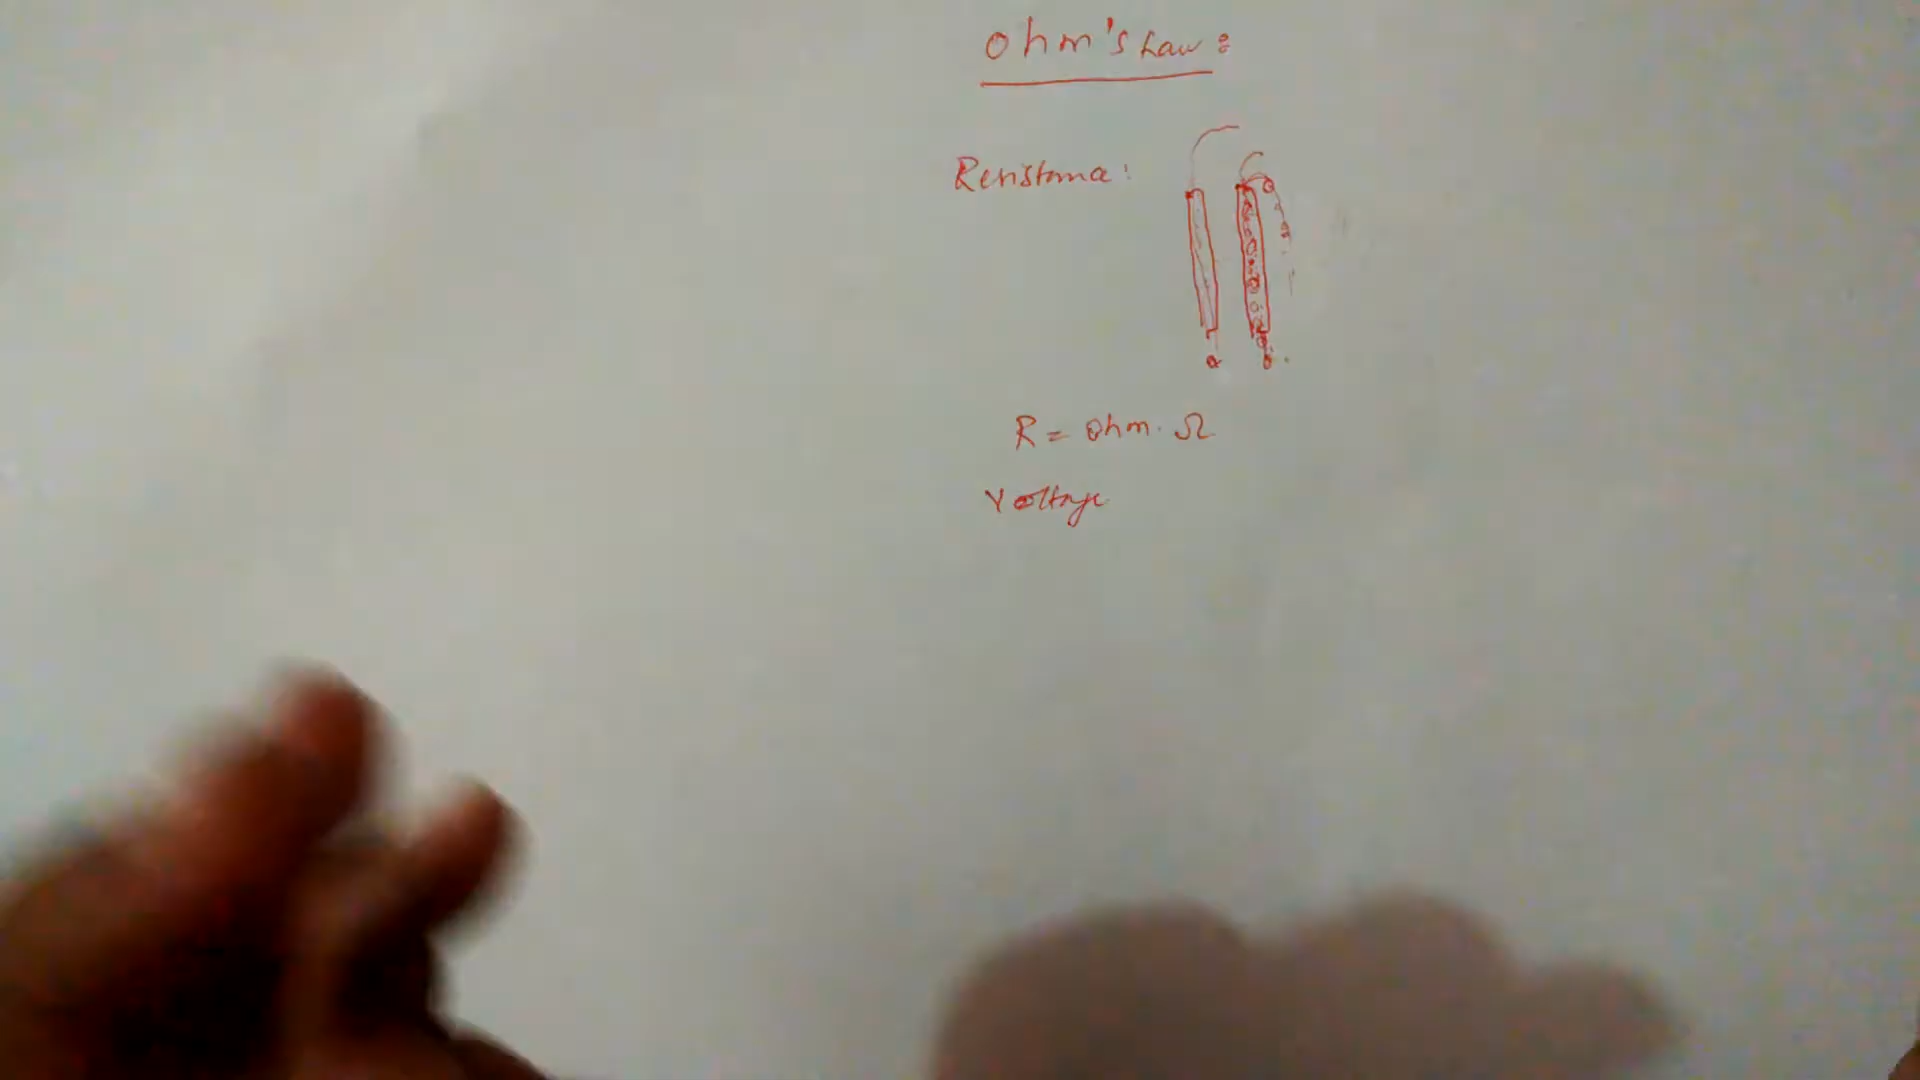 ohm's Law:
Resistance:
R = ohm. Ω
Voltage